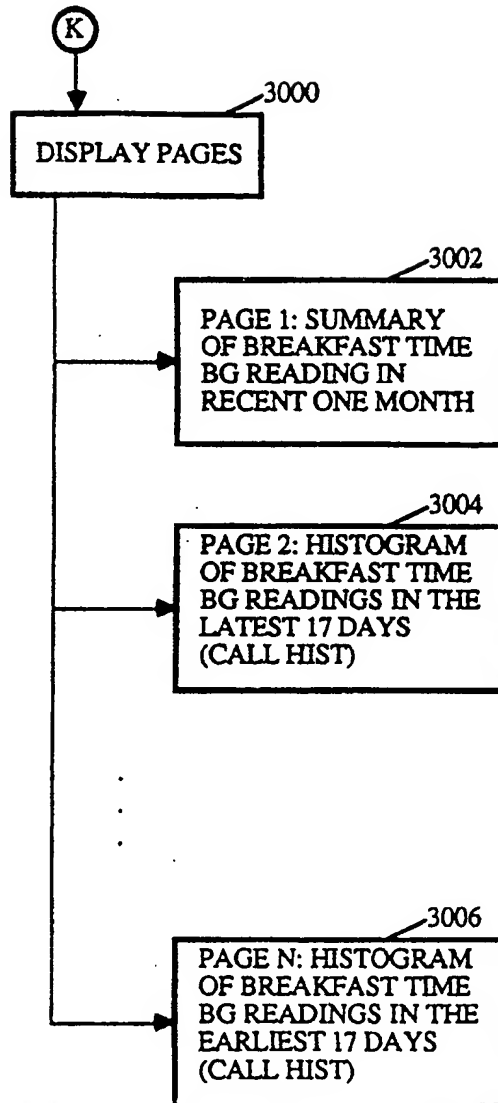 K
3000
DISPLAY PAGES
3002
PAGE 1: SUMMARY
OF BREAKFAST TIME
BG READING IN
RECENT ONE MONTH
3004
PAGE 2: HISTOGRAM
OF BREAKFAST TIME
BG READINGS IN THE
LATEST 17 DAYS
(CALL HIST)
3006
PAGE N: HISTOGRAM
OF BREAKFAST TIME
BG READINGS IN THE
EARLIEST 17 DAYS
(CALL HIST)